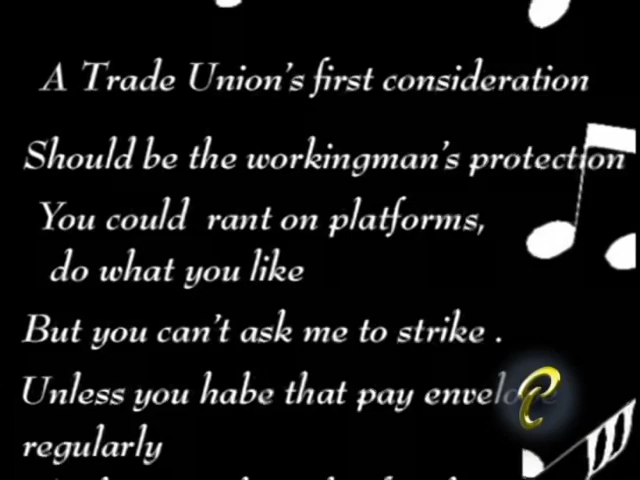 A Trade Union's first consideration
Should be the workingman's protection
You could rant on platforms,
do what you like
But you can't ask me to strike .
Unless you habe that pay envelope
regularly